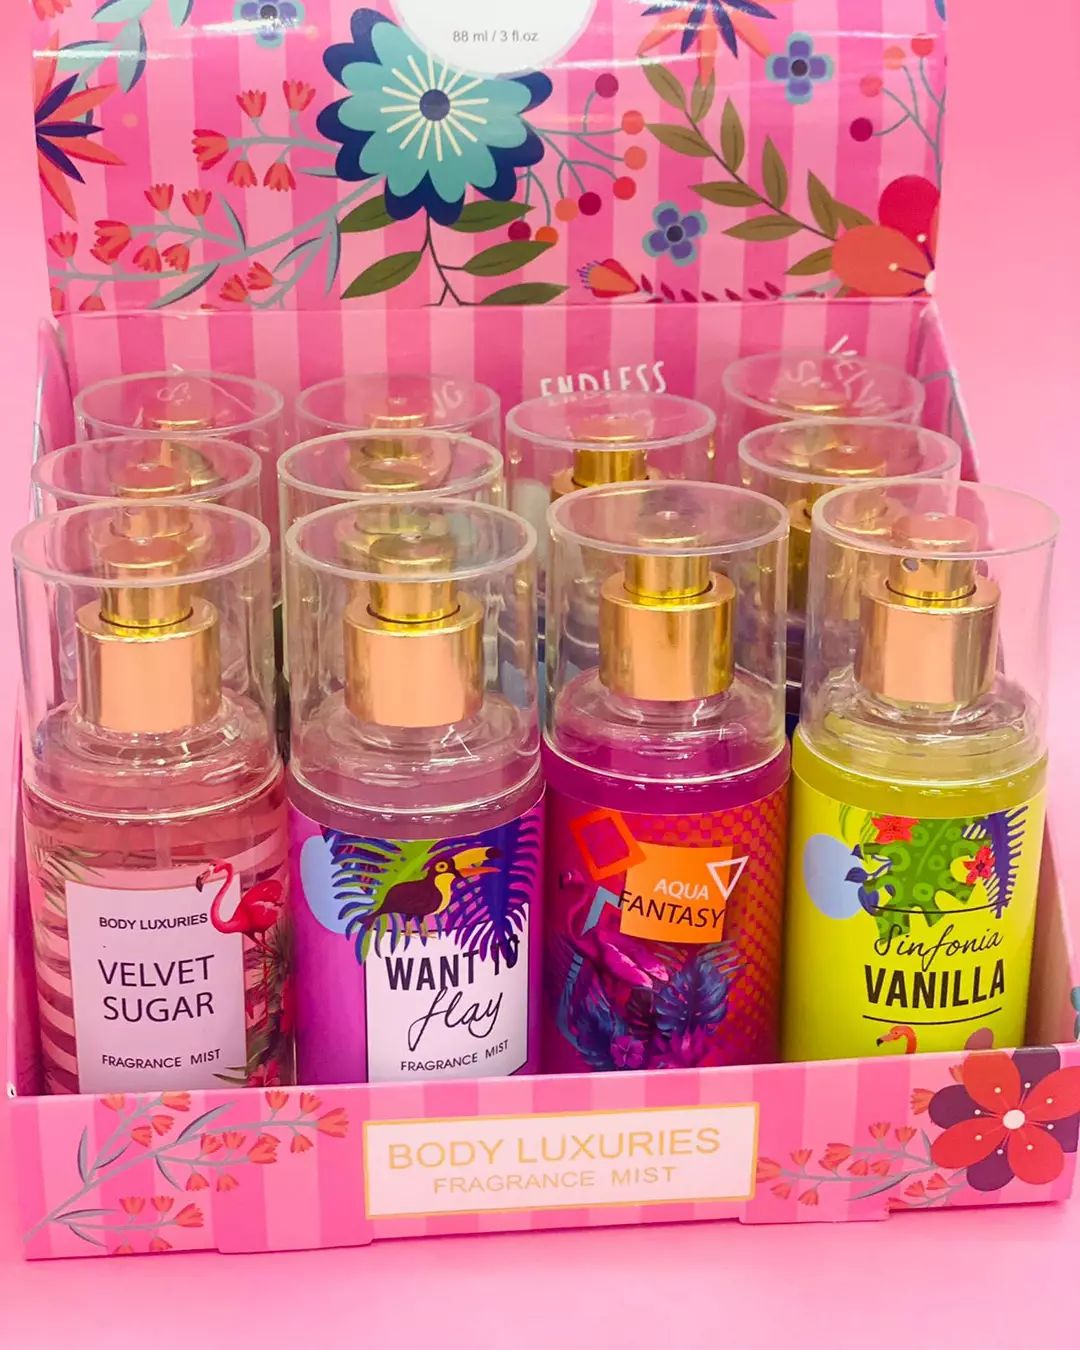 88 ml / 3 fl.oz
ENDLESS
BODY LUXURIES
VELVET
SUGAR
FRAGRANCE MIST
WANT TO
Play
FRAGRANCE MIST
AQUA
FANTASY
Sinfonia
VANILLA
BODY LUXURIES
FRAGRANCE MIST